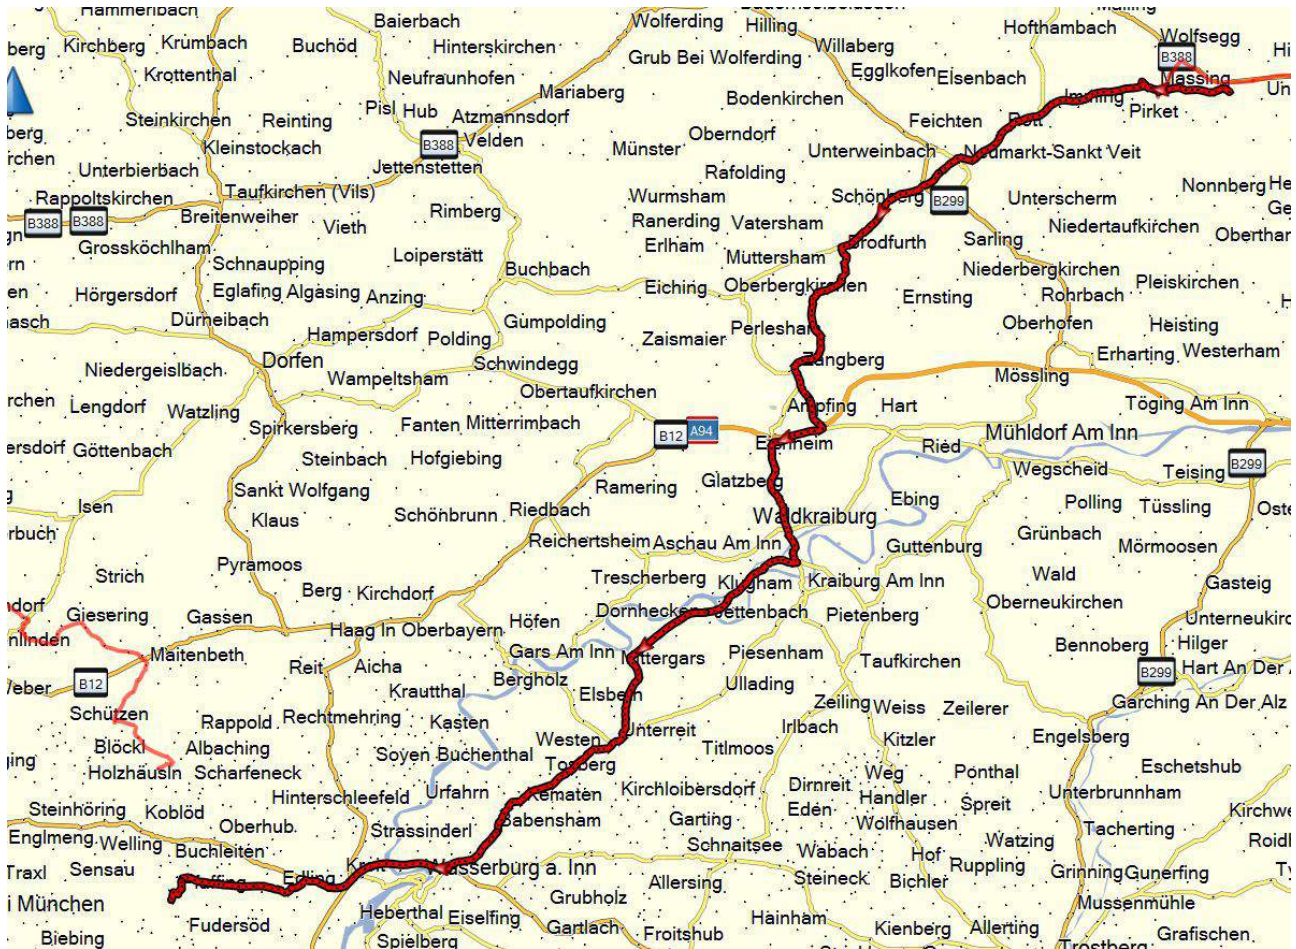 Hammerlbach
Baierbach
Wolferding
Hilling
Hofthambach
Wolfsegg
Kirchberg
Krumbach
Buchöd
Hinterskirchen
Grub Bei Wolferding
Willaberg
Egglkofen
Eisenbach
B388
Massing
Krottenthal
Neufraunhofen
Mariaberg
Bodenkirchen
Pirket
Pisl
Hub
Atzmannsdorf
Feichten
Rott
Steinkirchen
Reinting
Kleinstockach
B388
Velden
Münster
Oberndorf
Unterweinbach
Neumarkt-Sankt Veit
Unterbierbach
Jettenstetten
Rafolding
Rappoltskirchen
Taufkirchen (Vils)
Wurmsham
Schönberg
B299
Unterscherm
Nonnberg
B388
B388
Breitenweiher
Vieth
Rimberg
Ranerding
Vatersham
Niedertaufkirchen
Grossköchlham
Erlham
Brodfurth
Sarling
Loiperstätt
Muttersham
Schnaupping
Buchbach
Niederbergkirchen
Pleiskirchen
Hörgersdorf
Eglafing
Algasing
Anzing
Eiching
Oberbergkirchen
Ernsting
Rohrbach
Dürneibach
Hampersdorf
Polding
Gumpolding
Zaismaier
Oberhofen
Heisting
Dorfen
Schwindegg
Zangberg
Erharting
Westerham
Niedergeislbach
Wampeltsham
Obertaufkirchen
Mössling
Lengdorf
Watzling
Ampfing
Hart
Töging Am Inn
Spirkersberg
Fanten
Mitterrimbach
B12
A94
Mühldorf Am Inn
Göttenbach
Steinbach
Hofgiebing
Ried
Wegscheid
Teising
B299
Sankt Wolfgang
Ramering
Glatzberg
Ebing
Polling
Tüssling
Isen
Klaus
Schönbrunn
Riedbach
Waldkraiburg
Grünbach
Reichertsheim
Aschau Am Inn
Guttenburg
Mörmoosen
Strich
Pyramoos
Trescherberg
Klugham
Kraiburg Am Inn
Wald
Gasteig
Giesering
Gassen
Berg
Kirchdorf
Höfen
Dornhecken
Jettenbach
Pietenberg
Oberneukirchen
Haag In Oberbayern
Maitenbeth
Reit
Aicha
Gars Am Inn
Mittergars
Piesenham
Taufkirchen
Bennoberg
Hilger
B12
Krautthal
Bergholz
Elsbeth
Ullading
B299
Schützen
Rappold
Rechtmehring
Kasten
Unterreit
Zeiling
Weiss
Zeilerer
Garching An Der Alz
Blöckl
Albaching
Soyen
Buchenthal
Westen
Titlmoos
Irlbach
Kitzler
Engelsberg
Holzhäusln
Scharfeneck
Tosberg
Weg
Ponthal
Eschetshub
Steinhöring
Koblöd
Hinterschleefeld
Urfahrn
Kematen
Kirchloibersdorf
Dirnreit
Handler
Unterbrunnham
Englmeng
Oberhub
Strassinderl
Babensham
Garting
Eden
Wolfhausen
Spreit
Tacherting
Welling
Buchleiten
Schnaitsee
Watzing
Traxl
Sensau
Edling
Wasserburg a. Inn
Wabach
Hof
Ruppling
Grinning
Gunerfing
i München
Grubholz
Allersing
Steineck
Bichler
Mussenmühle
Fudersöd
Heberthal
Eiselfing
Hainham
Biebing
Spielberg
Gartlach
Froitshub
Kienberg
Allerting
Grafischen
Trostberg